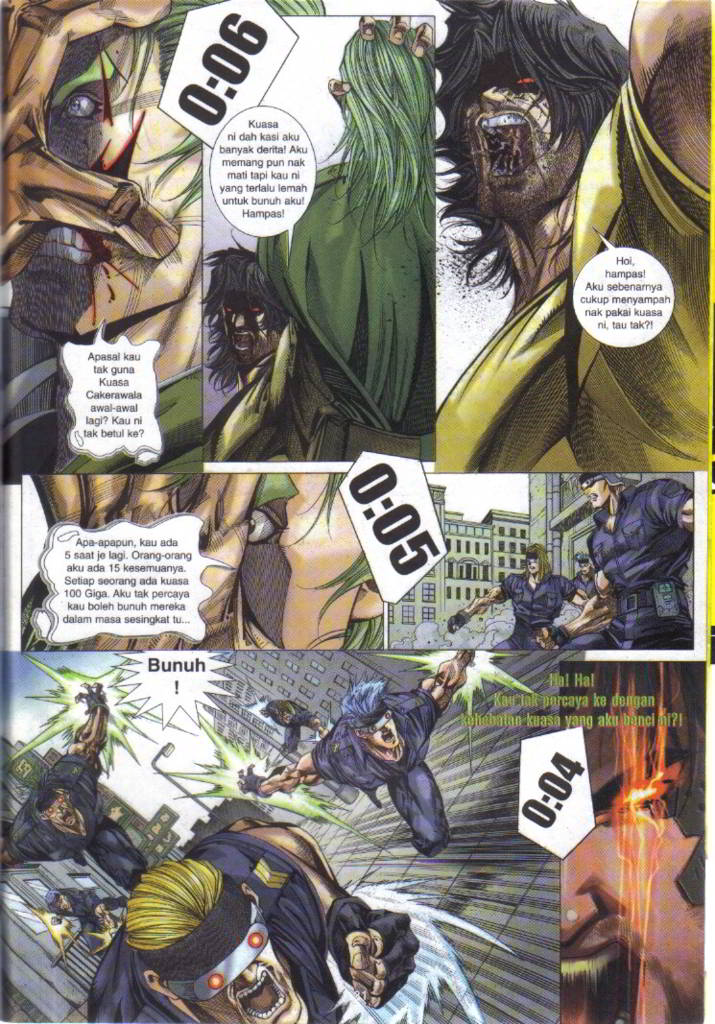 0:06
Apasal kau
tak guna
Kuasa
Cakerawala
awal-awal
lagi? Kau ni
tak betul ke?
Kuasa
ni dah kasi aku
banyak derita! Aku
memang pun nak
mati tapi kau ni
yang terlalu lemah
untuk bunuh aku!
Hampas!
Hoi,
hampas!
Aku sebenarnya
cukup menyampah
nak pakai kuasa
ni, tau tak?!
Apa-apapun, kau ada
5 saat je lagi. Orang-orang
aku ada 15 kesemuanya.
Setiap seorang ada kuasa
100 Giga. Aku tak percaya
kau boleh bunuh mereka
dalam masa sesingkat tu...
0:05
Bunuh
!
Ha! Ha!
Kau tak percaya ke dengan
kehebatan kuasa yang aku benci ni?!
0:04